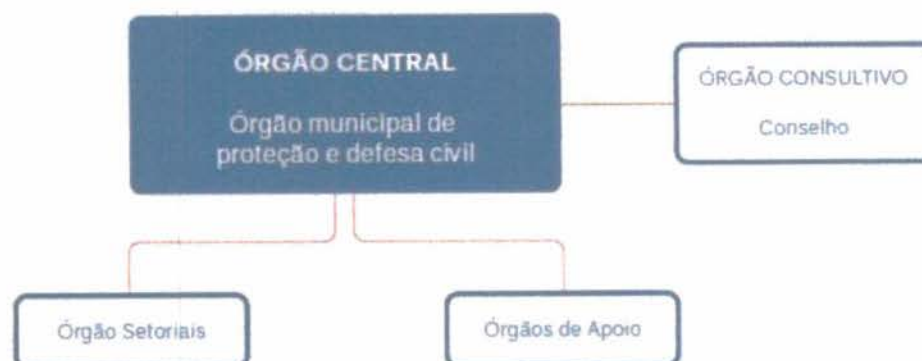 ÓRGÃO CENTRAL
Órgão municipal de
proteção e defesa civil
ÓRGÃO CONSULTIVO
Conselho
Órgão Setoriais
Órgãos de Apoio